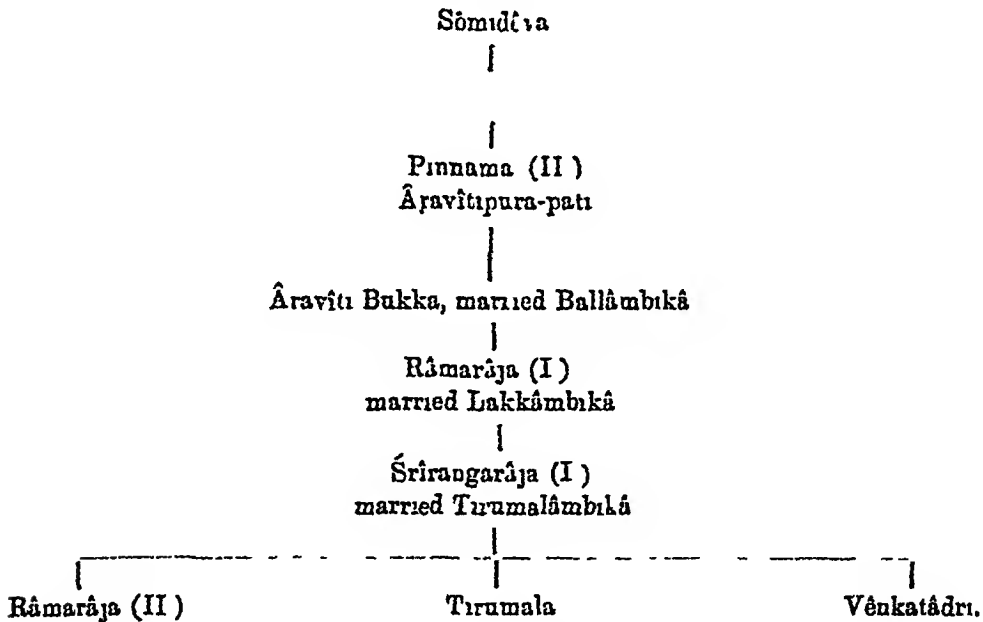 Sômidêva
Pinnama (II)
Âravîtipura-pati
Âravîti Bukka, married Ballâmbikâ
Râmarâja (I)
married Lakkâmbikâ
Śrîrangarâja (I)
married Tirumalâmbikâ
Râmarâja (II)
Tirumala
Vênkatâdri.